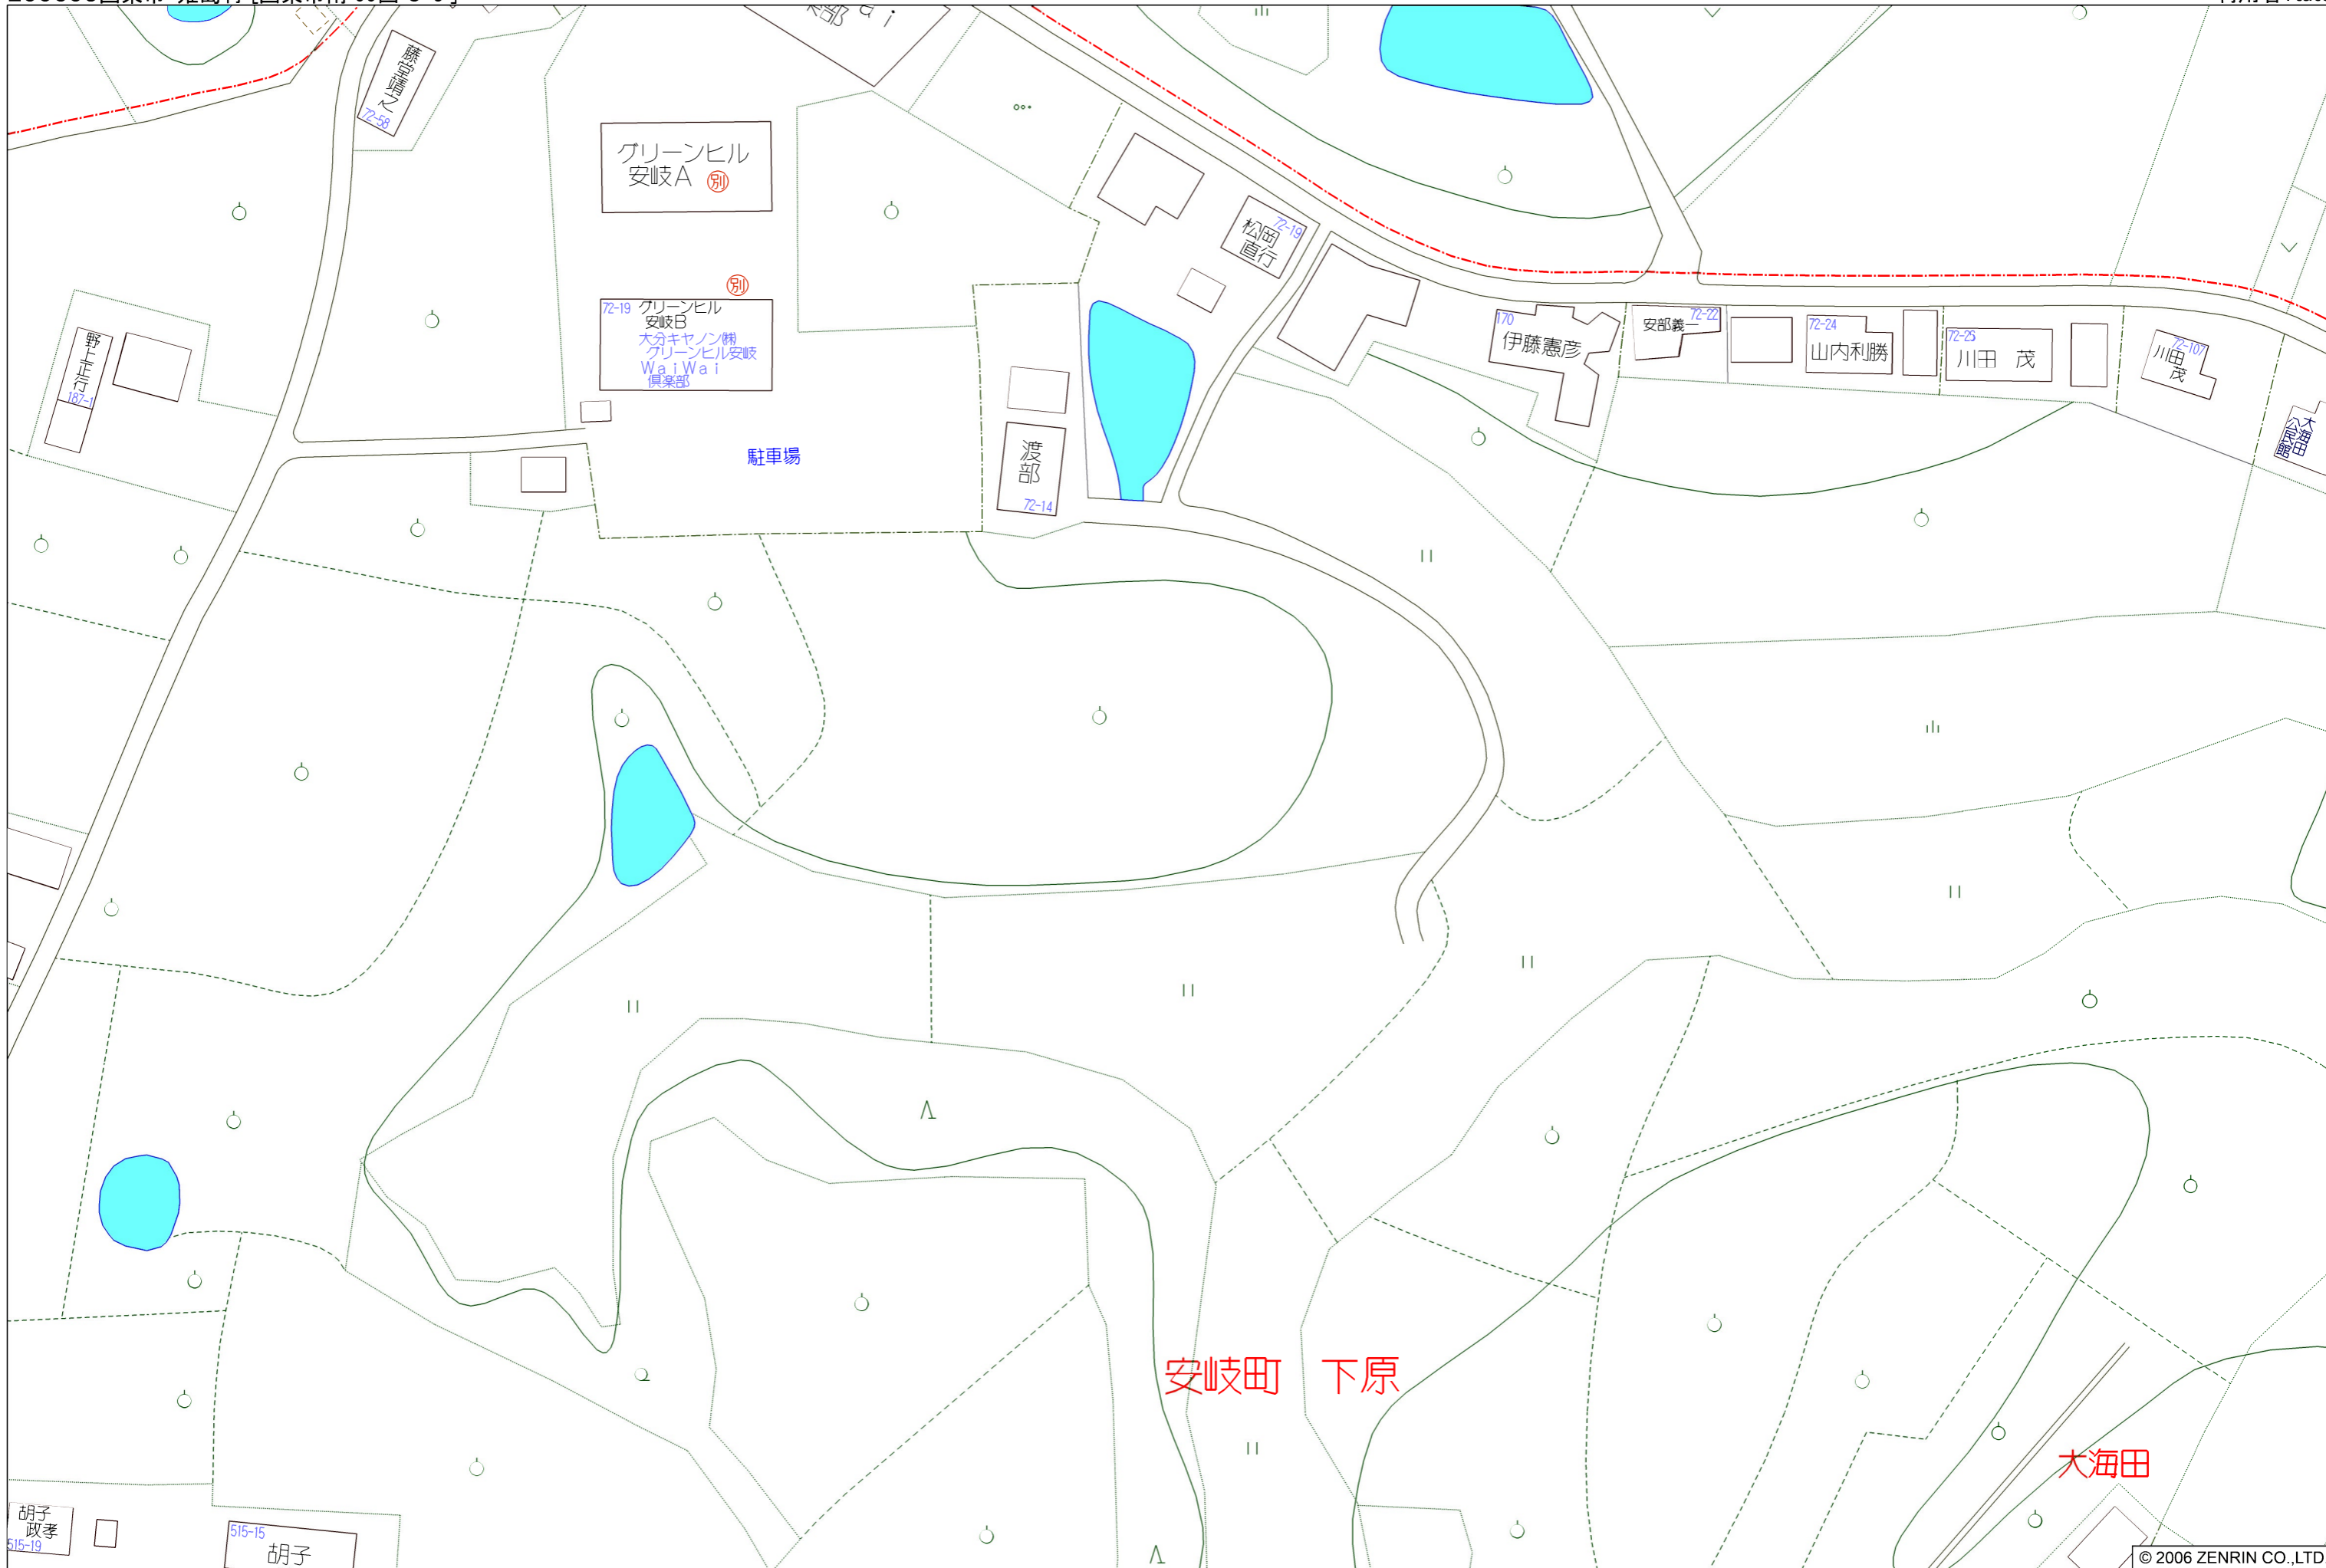 藤堂靖之
72-58
グリーンヒル
安岐A
別
別
72-19
グリーンヒル
安岐B
大分キヤノン㈱
グリーンヒル安岐
WaiWai
倶楽部
駐車場
野上正行
187-1
72-19
松岡
直行
渡部
72-14
170
伊藤憲彦
安部義一
72-22
72-24
山内利勝
72-25
川田 茂
72-107
川田
茂
大海田
公民館
安岐町 下原
大海田
胡子
政孝
515-19
515-15
胡子
© 2006 ZENRIN CO.,LTD